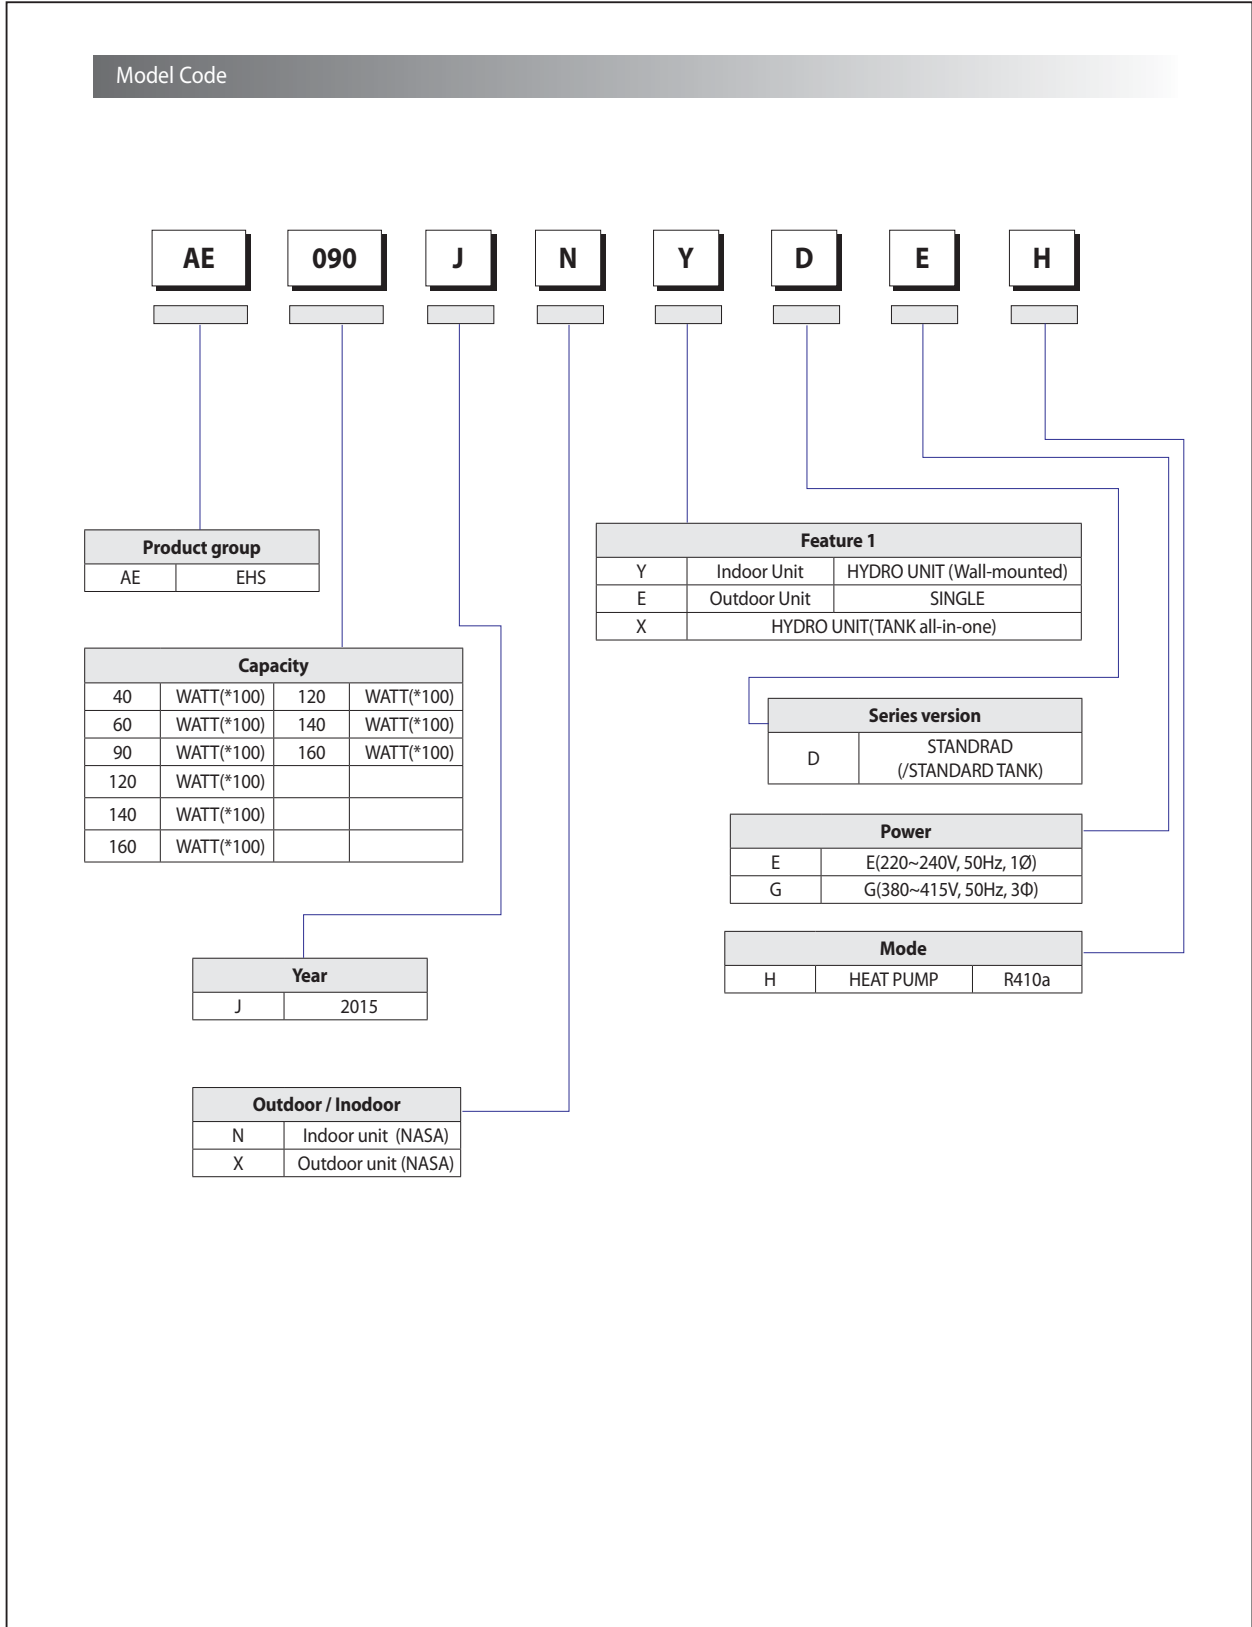 Model Code
AE 090 J N Y D E H
Product group
AE EHS
Capacity
40 WATT(*100) 120 WATT(*100)
60 WATT(*100) 140 WATT(*100)
90 WATT(*100) 160 WATT(*100)
120 WATT(*100)
140 WATT(*100)
160 WATT(*100)
Year
J 2015
Outdoor / Inodoor
N Indoor unit (NASA)
X Outdoor unit (NASA)
Feature 1
Y Indoor Unit HYDRO UNIT (Wall-mounted)
E Outdoor Unit SINGLE
X HYDRO UNIT(TANK all-in-one)
Series version
D STANDRAD
(/STANDARD TANK)
Power
E E(220~240V, 50Hz, 1Ø)
G G(380~415V, 50Hz, 3Φ)
Mode
H HEAT PUMP R410a